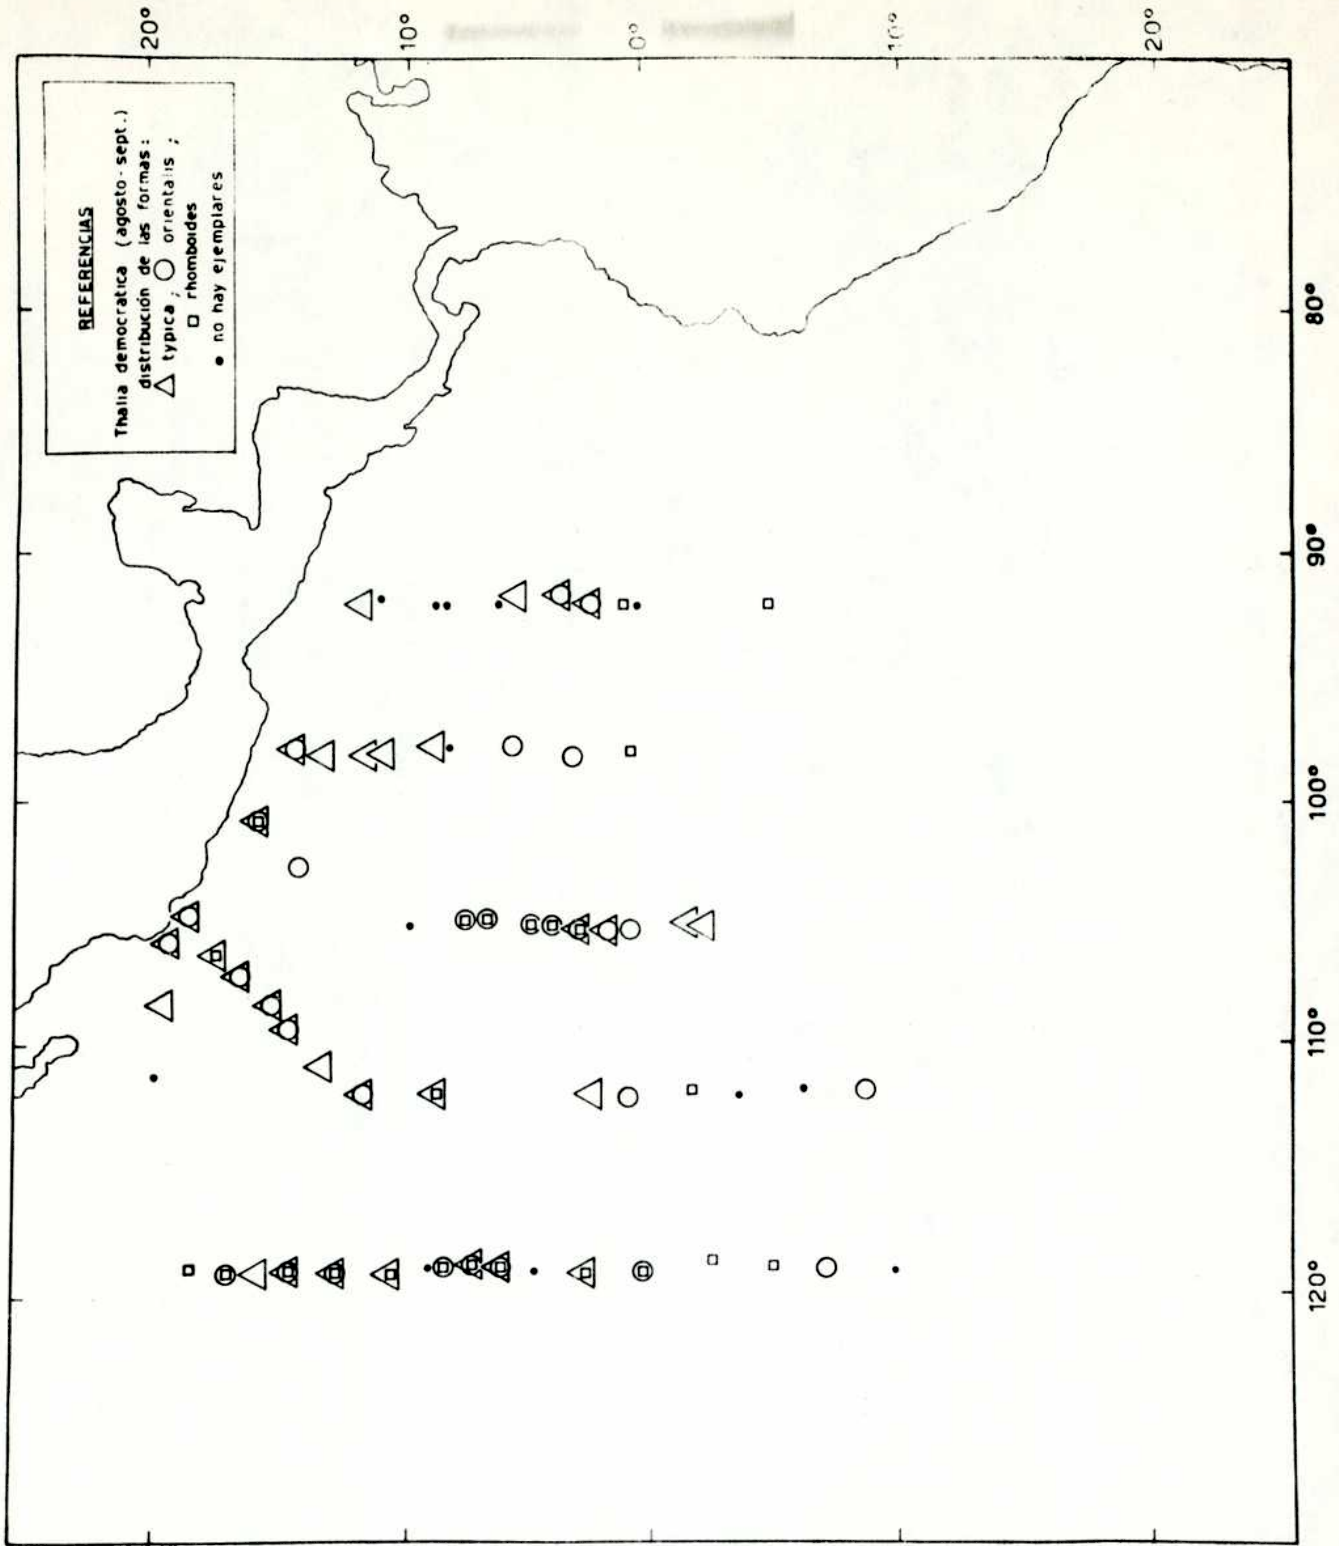 REFERENCIAS
Thalia democratica (agosto-sept.)
distribución de las formas:
△ typica; ○ orientalis;
□ rhomboides
• no hay ejemplares
20°
10°
0°
10°
20°
80°
90°
100°
110°
120°